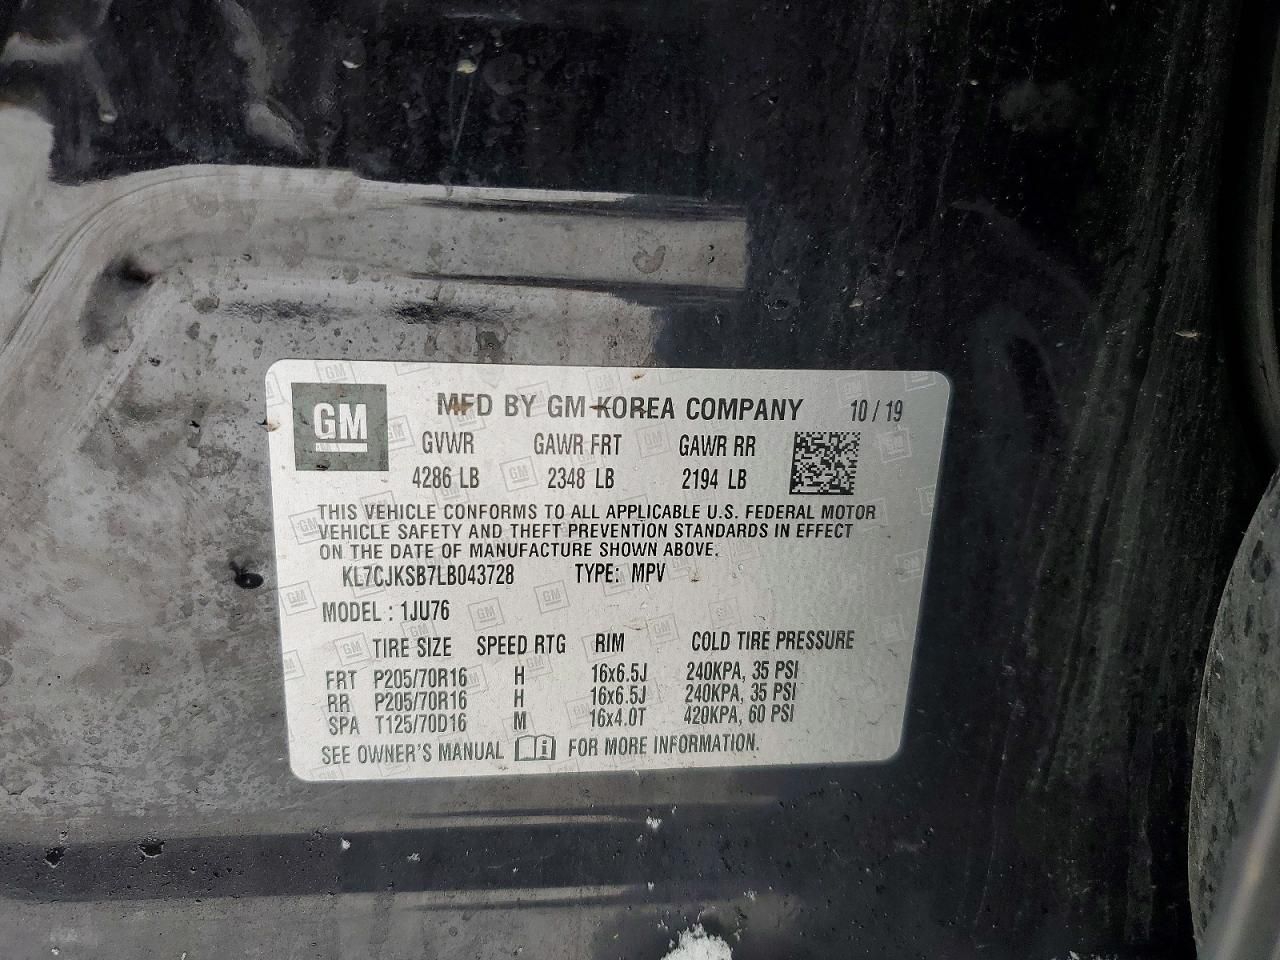 GM
MFD BY GM KOREA COMPANY 10 / 19
GVWR GAWR FRT GAWR RR
4286 LB 2348 LB 2194 LB
THIS VEHICLE CONFORMS TO ALL APPLICABLE U.S. FEDERAL MOTOR
VEHICLE SAFETY AND THEFT PREVENTION STANDARDS IN EFFECT
ON THE DATE OF MANUFACTURE SHOWN ABOVE.
KL7CJKSB7LB043728 TYPE: MPV
MODEL : 1JU76
TIRE SIZE SPEED RTG RIM COLD TIRE PRESSURE
FRT P205/70R16 H 16x6.5J 240KPA, 35 PSI
RR P205/70R16 H 16x6.5J 240KPA, 35 PSI
SPA T125/70D16 M 16x4.0T 420KPA, 60 PSI
SEE OWNER'S MANUAL FOR MORE INFORMATION.